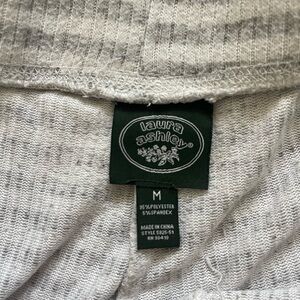 laura
ashley®
M
95%POLYESTER
5%SPANDEX
MADE IN CHINA